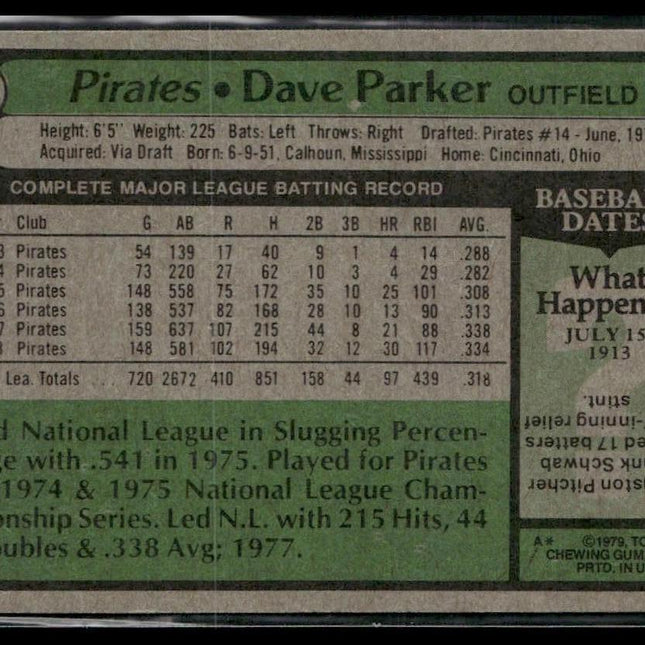 Pirates • Dave Parker OUTFIELD
Height: 6'5" Weight: 225 Bats: Left Throws: Right Drafted: Pirates #14 - June, 197
Acquired: Via Draft Born: 6-9-51, Calhoun, Mississippi Home: Cincinnati, Ohio
COMPLETE MAJOR LEAGUE BATTING RECORD
r Club G AB R H 2B 3B HR RBI AVG.
3 Pirates 54 139 17 40 9 1 4 14 .288
4 Pirates 73 220 27 62 10 3 4 29 .282
5 Pirates 148 558 75 172 35 10 25 101 .308
6 Pirates 138 537 82 168 28 10 13 90 .313
7 Pirates 159 637 107 215 44 8 21 88 .338
8 Pirates 148 581 102 194 32 12 30 117 .334
Lea. Totals ... 720 2672 410 851 158 44 97 439 .318
d National League in Slugging Percen-
ge with .541 in 1975. Played for Pirates
1974 & 1975 National League Cham-
onship Series. Led N.L. with 215 Hits, 44
oubles & .338 Avg; 1977.
BASEBA
DATES
What
Happen
JULY 15
1913
ston Pitcher
nk Schwab
ed 17 batters
-inning relief
stint.
A* ©1979, TO
CHEWING GUM
PRTD. IN U